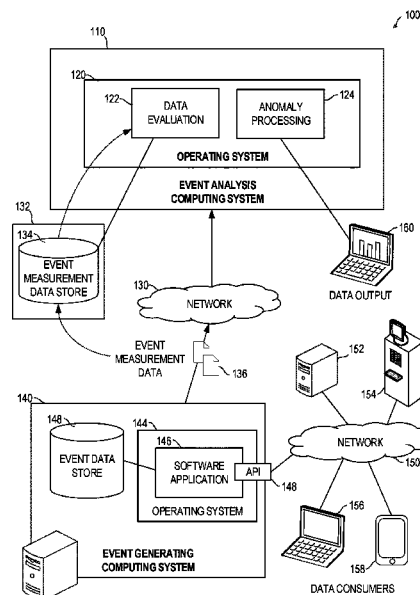 100
110
120
122
DATA
EVALUATION
124
ANOMALY
PROCESSING
OPERATING SYSTEM
EVENT ANALYSIS
COMPUTING SYSTEM
132
134
EVENT
MEASUREMENT
DATA STORE
160
DATA OUTPUT
130
NETWORK
EVENT
MEASUREMENT
DATA
136
152
154
140
148
EVENT DATA
STORE
144
146
SOFTWARE
APPLICATION
API
148
OPERATING SYSTEM
NETWORK
150
EVENT GENERATING
COMPUTING SYSTEM
156
158
DATA CONSUMERS